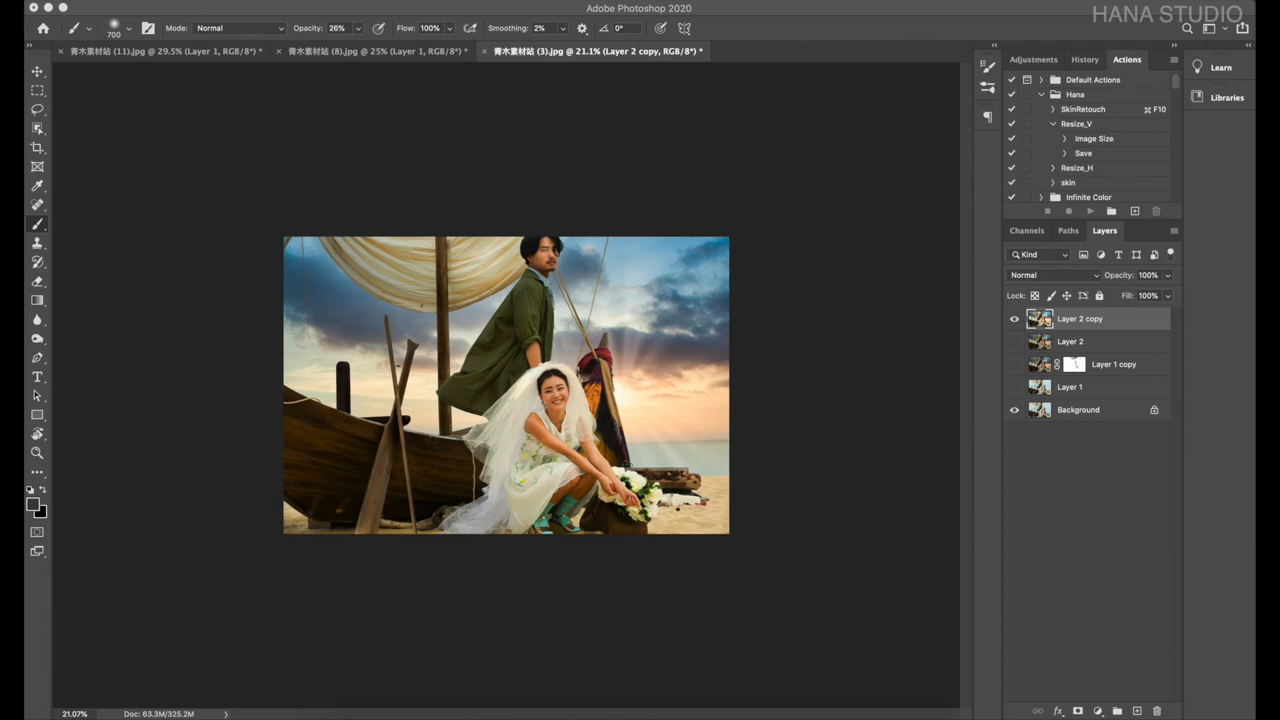 Adobe Photoshop 2020
HANA STUDIO
700
Mode: Normal
Opacity: 26%
Flow: 100%
Smoothing: 2%
0°
青木素材站 (11).jpg @ 29.5% (Layer 1, RGB/8*) *
青木素材站 (8).jpg @ 25% (Layer 1, RGB/8*) *
青木素材站 (3).jpg @ 21.1% (Layer 2 copy, RGB/8*) *
Adjustments
History
Actions
Default Actions
Hana
SkinRetouch
⌘ F10
Resize_V
Image Size
Save
Resize_H
skin
Infinite Color
Learn
Libraries
Channels
Paths
Layers
Kind
Normal
Opacity: 100%
Lock:
Fill: 100%
Layer 2 copy
Layer 2
Layer 1 copy
Layer 1
Background
fx
21.07%
Doc: 63.3M/325.2M